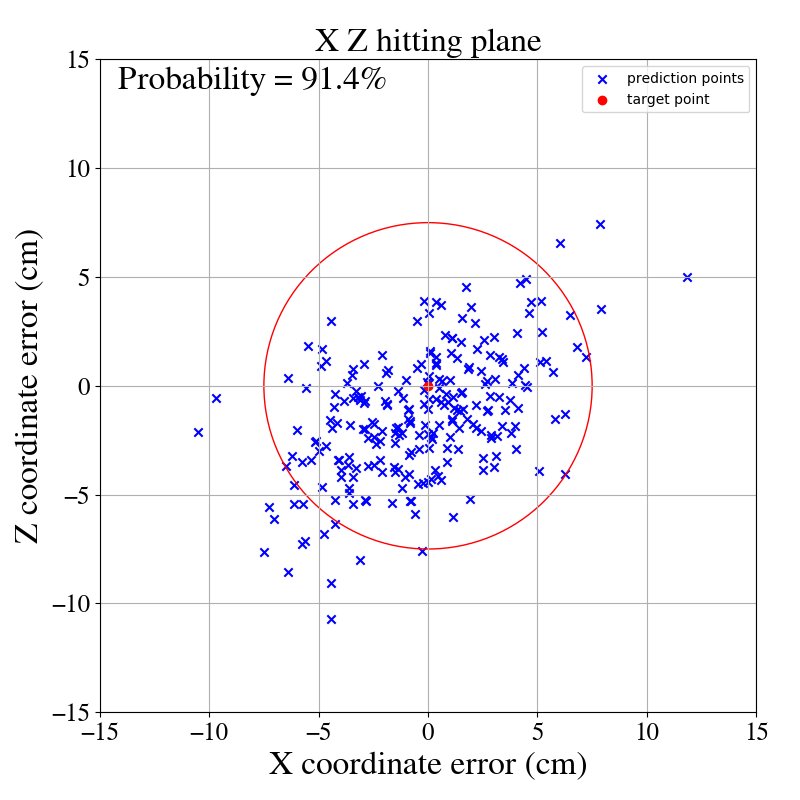 X Z hitting plane
Probability = 91.4%
prediction points
target point
15
10
5
0
−5
−10
−15
−15 −10 −5 0 5 10 15
Z coordinate error (cm)
X coordinate error (cm)